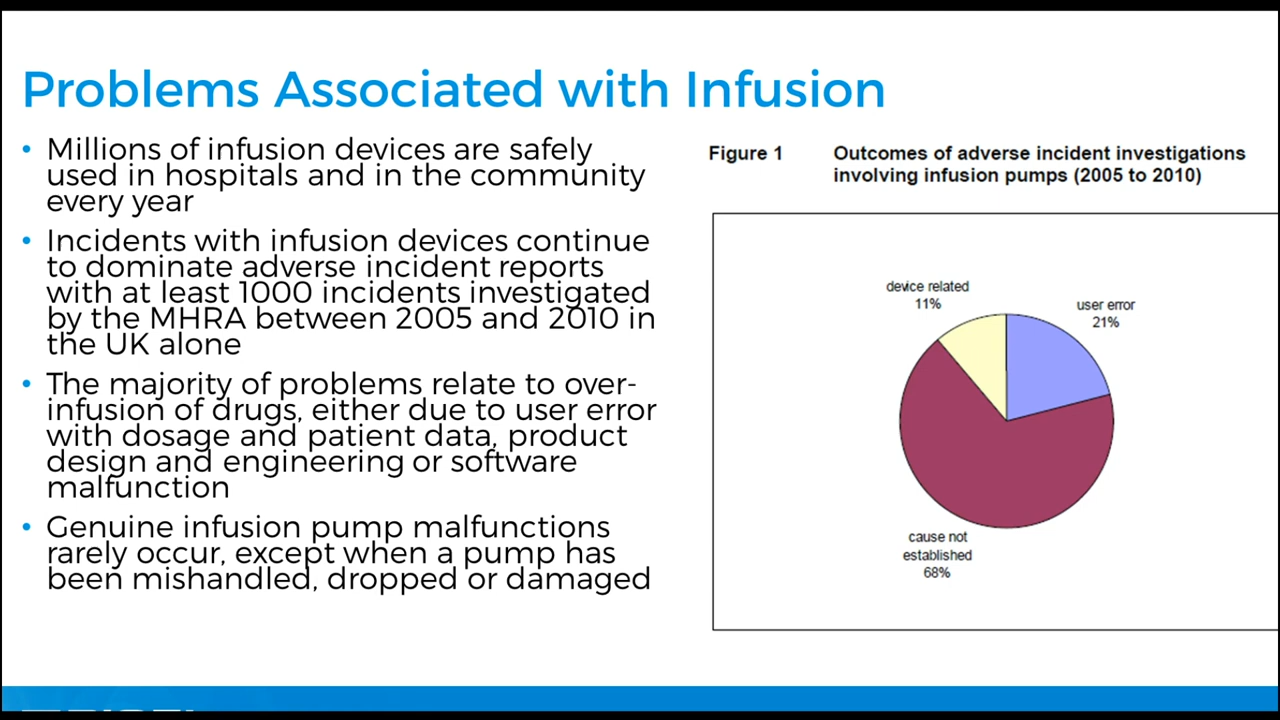 Problems Associated with Infusion
• Millions of infusion devices are safely
used in hospitals and in the community
every year
• Incidents with infusion devices continue
to dominate adverse incident reports
with at least 1000 incidents investigated
by the MHRA between 2005 and 2010 in
the UK alone
• The majority of problems relate to over-
infusion of drugs, either due to user error
with dosage and patient data, product
design and engineering or software
malfunction
• Genuine infusion pump malfunctions
rarely occur, except when a pump has
been mishandled, dropped or damaged
Figure 1 Outcomes of adverse incident investigations
involving infusion pumps (2005 to 2010)
device related
11%
user error
21%
cause not
established
68%